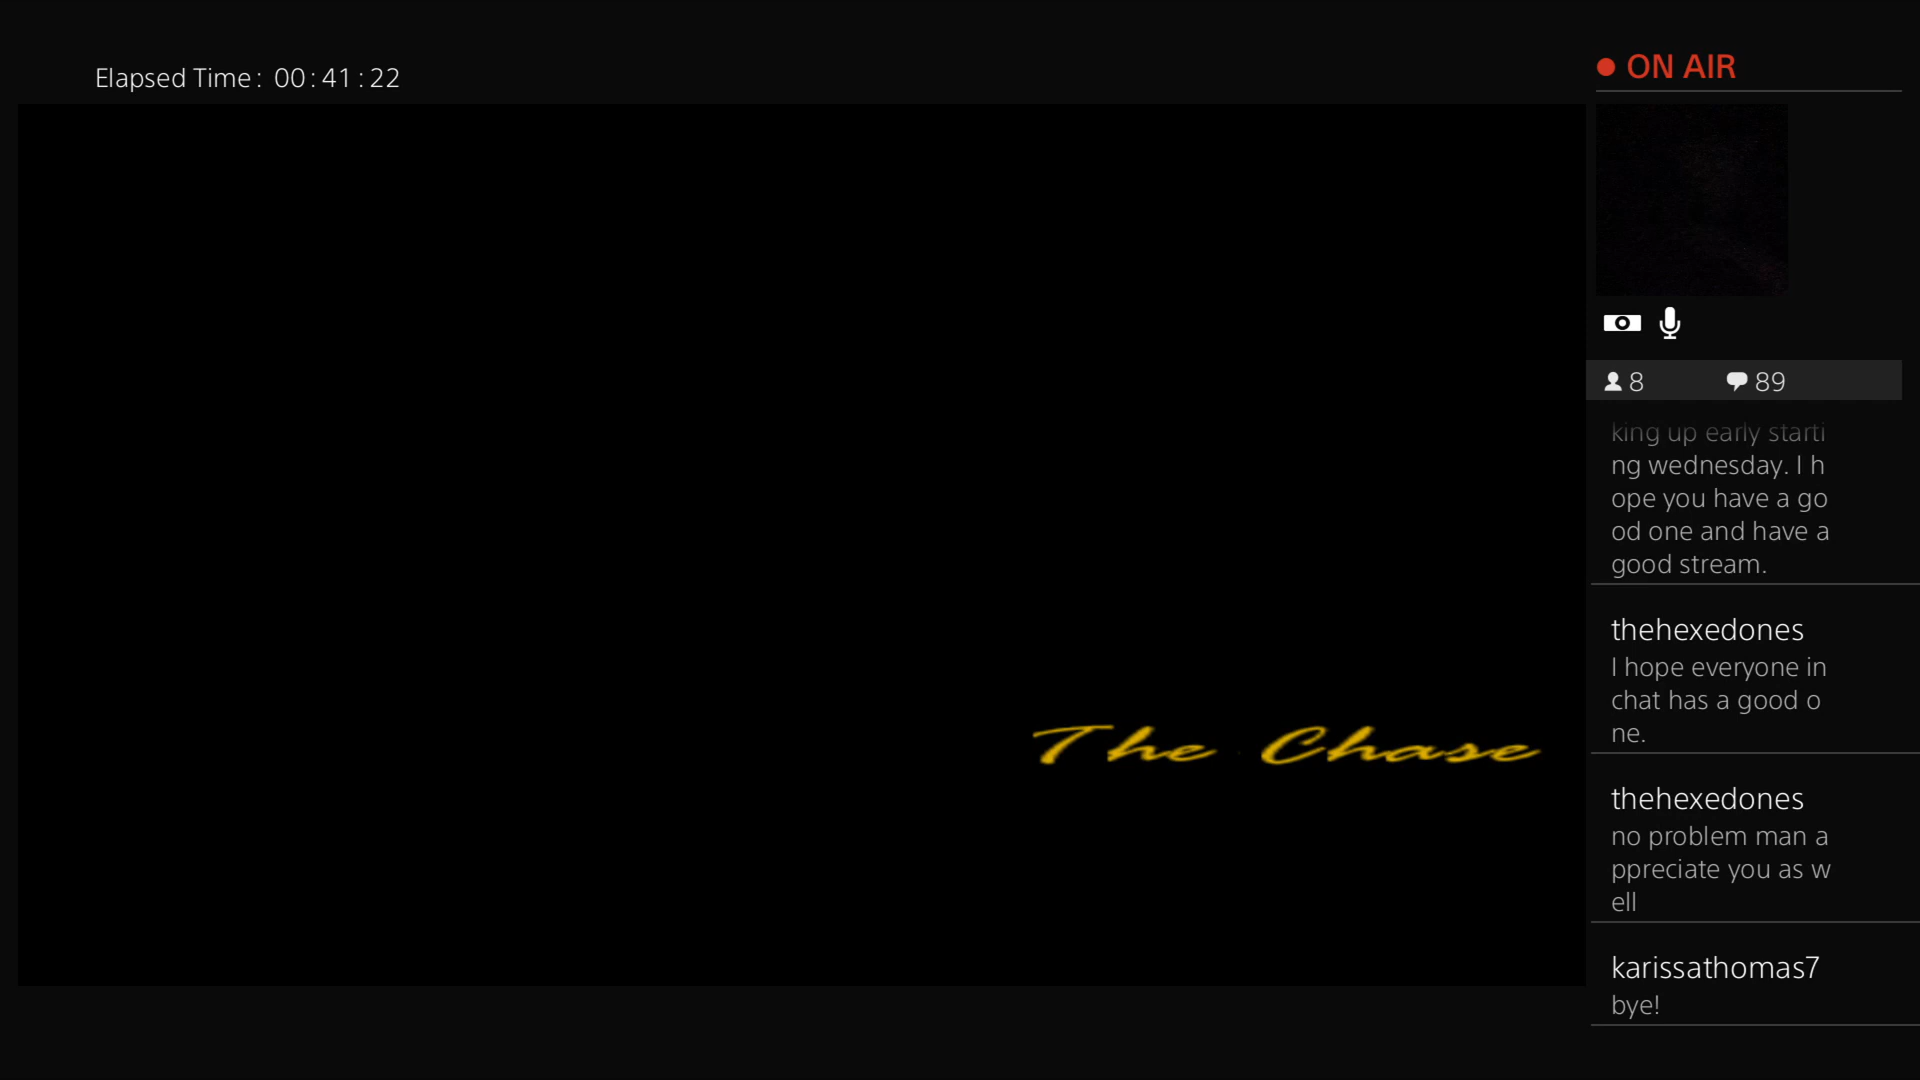 Elapsed Time: 00:41:22
ON AIR
8 89
king up early starti
ng wednesday. I h
ope you have a go
od one and have a
good stream.
thehexedones
I hope everyone in
chat has a good o
ne.
The Chase
thehexedones
no problem man a
ppreciate you as w
ell
karissathomas7
bye!